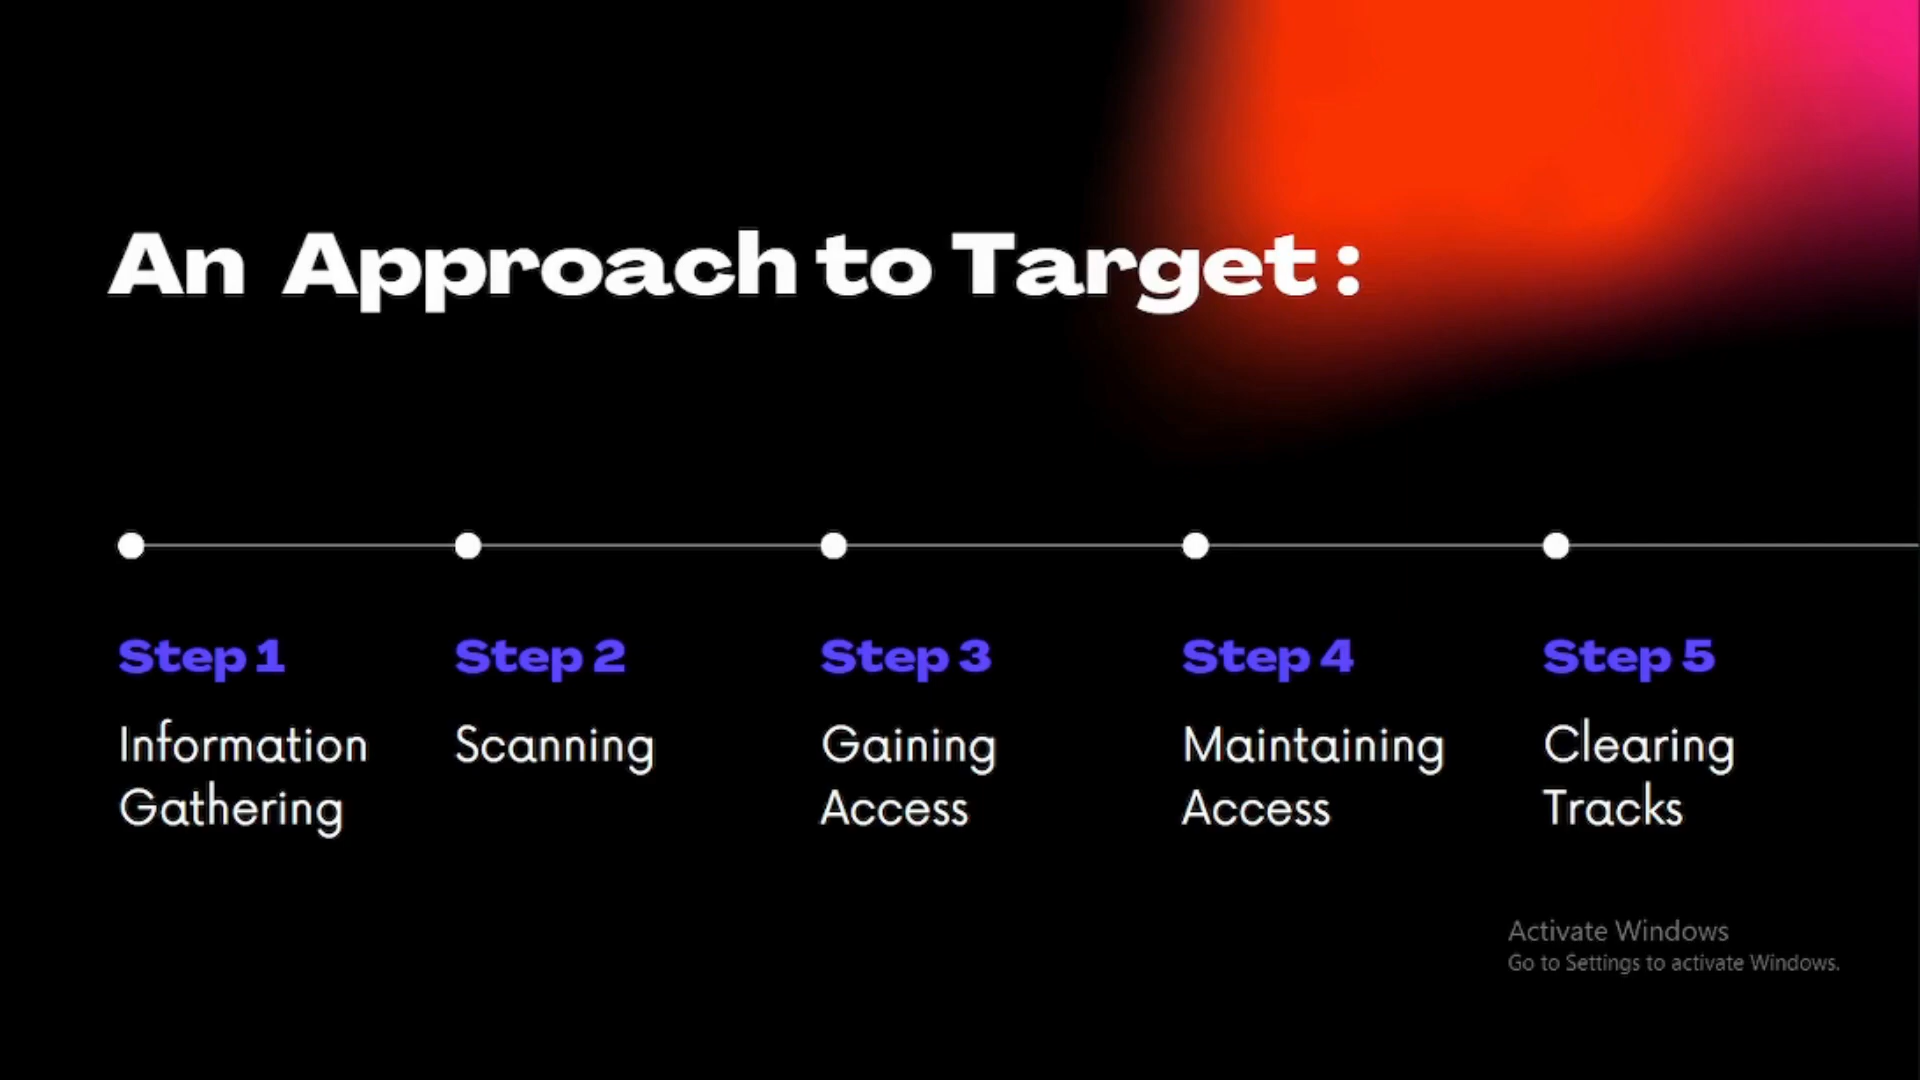 An Approach to Target :
Step 1
Information
Gathering
Step 2
Scanning
Step 3
Gaining
Access
Step 4
Maintaining
Access
Step 5
Clearing
Tracks
Activate Windows
Go to Settings to activate Windows.